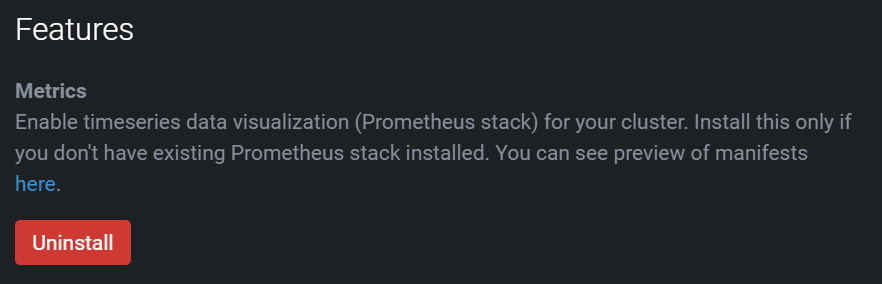 Features
Metrics
Enable timeseries data visualization (Prometheus stack) for your cluster. Install this only if
you don't have existing Prometheus stack installed. You can see preview of manifests
here.
Uninstall